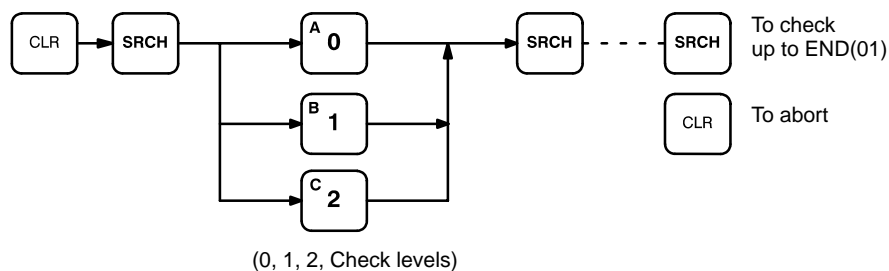 CLR
SRCH
A
0
SRCH
SRCH
To check
up to END(01)
B
1
CLR
To abort
C
2
(0, 1, 2, Check levels)